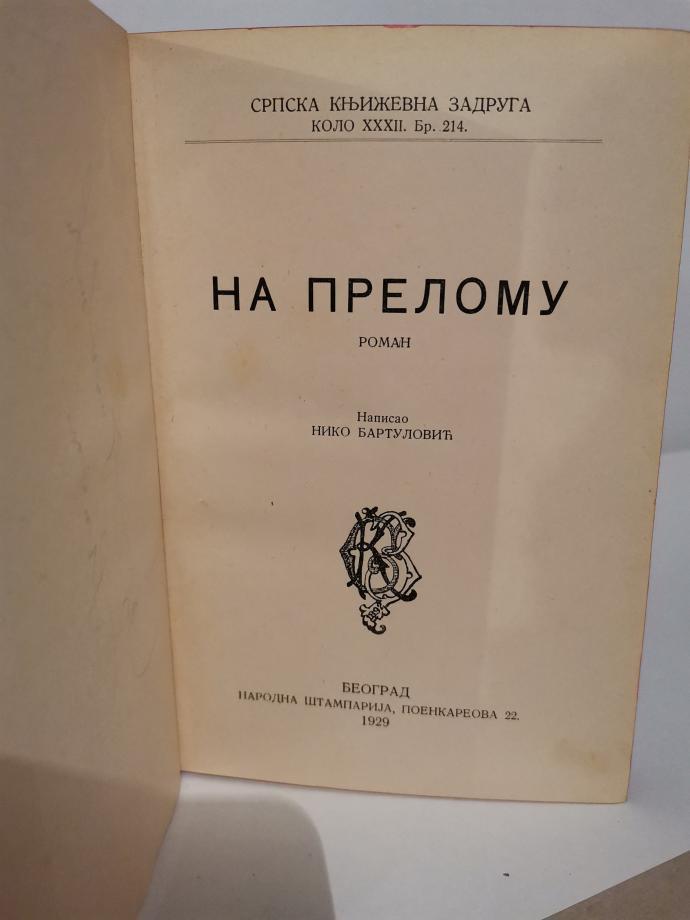 СРПСКА КЊИЖЕВНА ЗАДРУГА
КОЛО XXXII. Бр. 214.
НА ПРЕЛОМУ
РОМАН
Написао
НИКО БАРТУЛОВИЋ
БЕОГРАД
НАРОДНА ШТАМПАРИЈА, ПОЕНКАРЕОВА 22.
1929